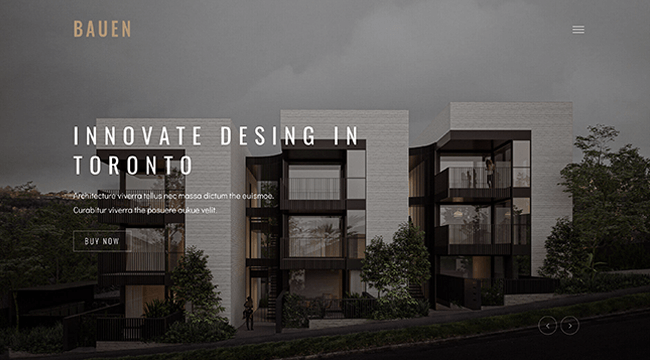 BAUEN
INNOVATE DESING IN
TORONTO
Architecture viverra tellus nec massa dictum the euismoe.
Curabitur viverra the posuere aukue velit.
BUY NOW